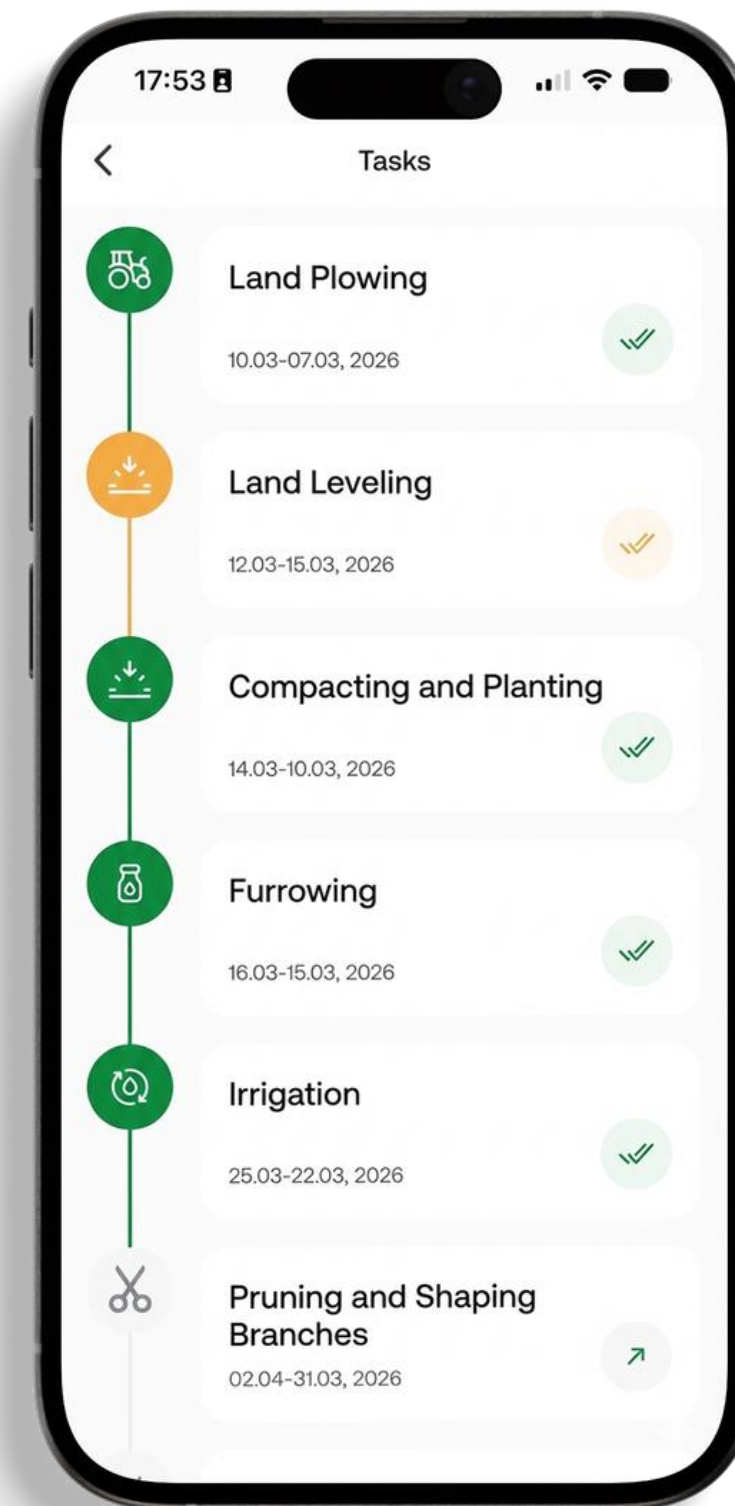 17:53
Tasks
Land Plowing
10.03-07.03, 2026
Land Leveling
12.03-15.03, 2026
Compacting and Planting
14.03-10.03, 2026
Furrowing
16.03-15.03, 2026
Irrigation
25.03-22.03, 2026
Pruning and Shaping
Branches
02.04-31.03, 2026